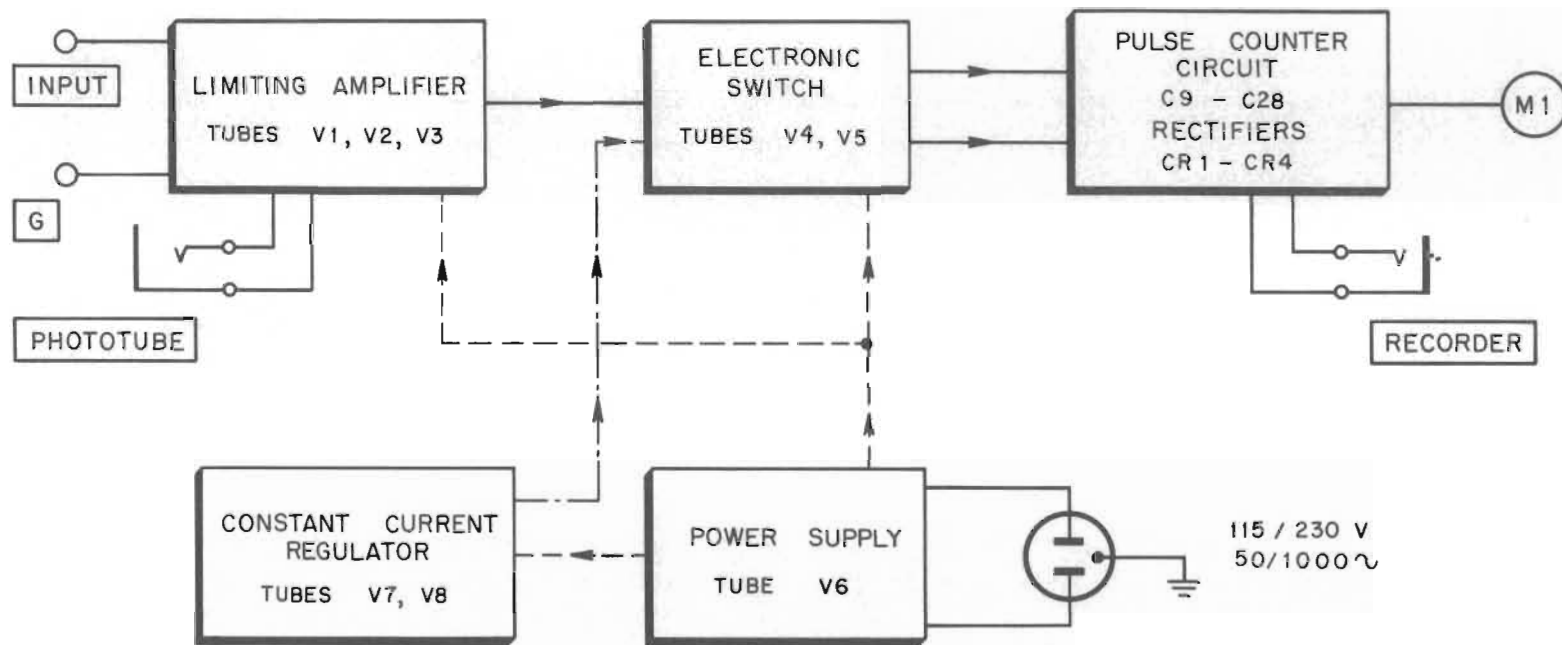 INPUT
G
LIMITING AMPLIFIER
TUBES V1, V2, V3
ELECTRONIC
SWITCH
TUBES V4, V5
PULSE COUNTER
CIRCUIT
C9 - C28
RECTIFIERS
CR1 - CR4
M1
PHOTOTUBE
RECORDER
CONSTANT CURRENT
REGULATOR
TUBES V7, V8
POWER SUPPLY
TUBE V6
115 / 230 V
50/1000 ~